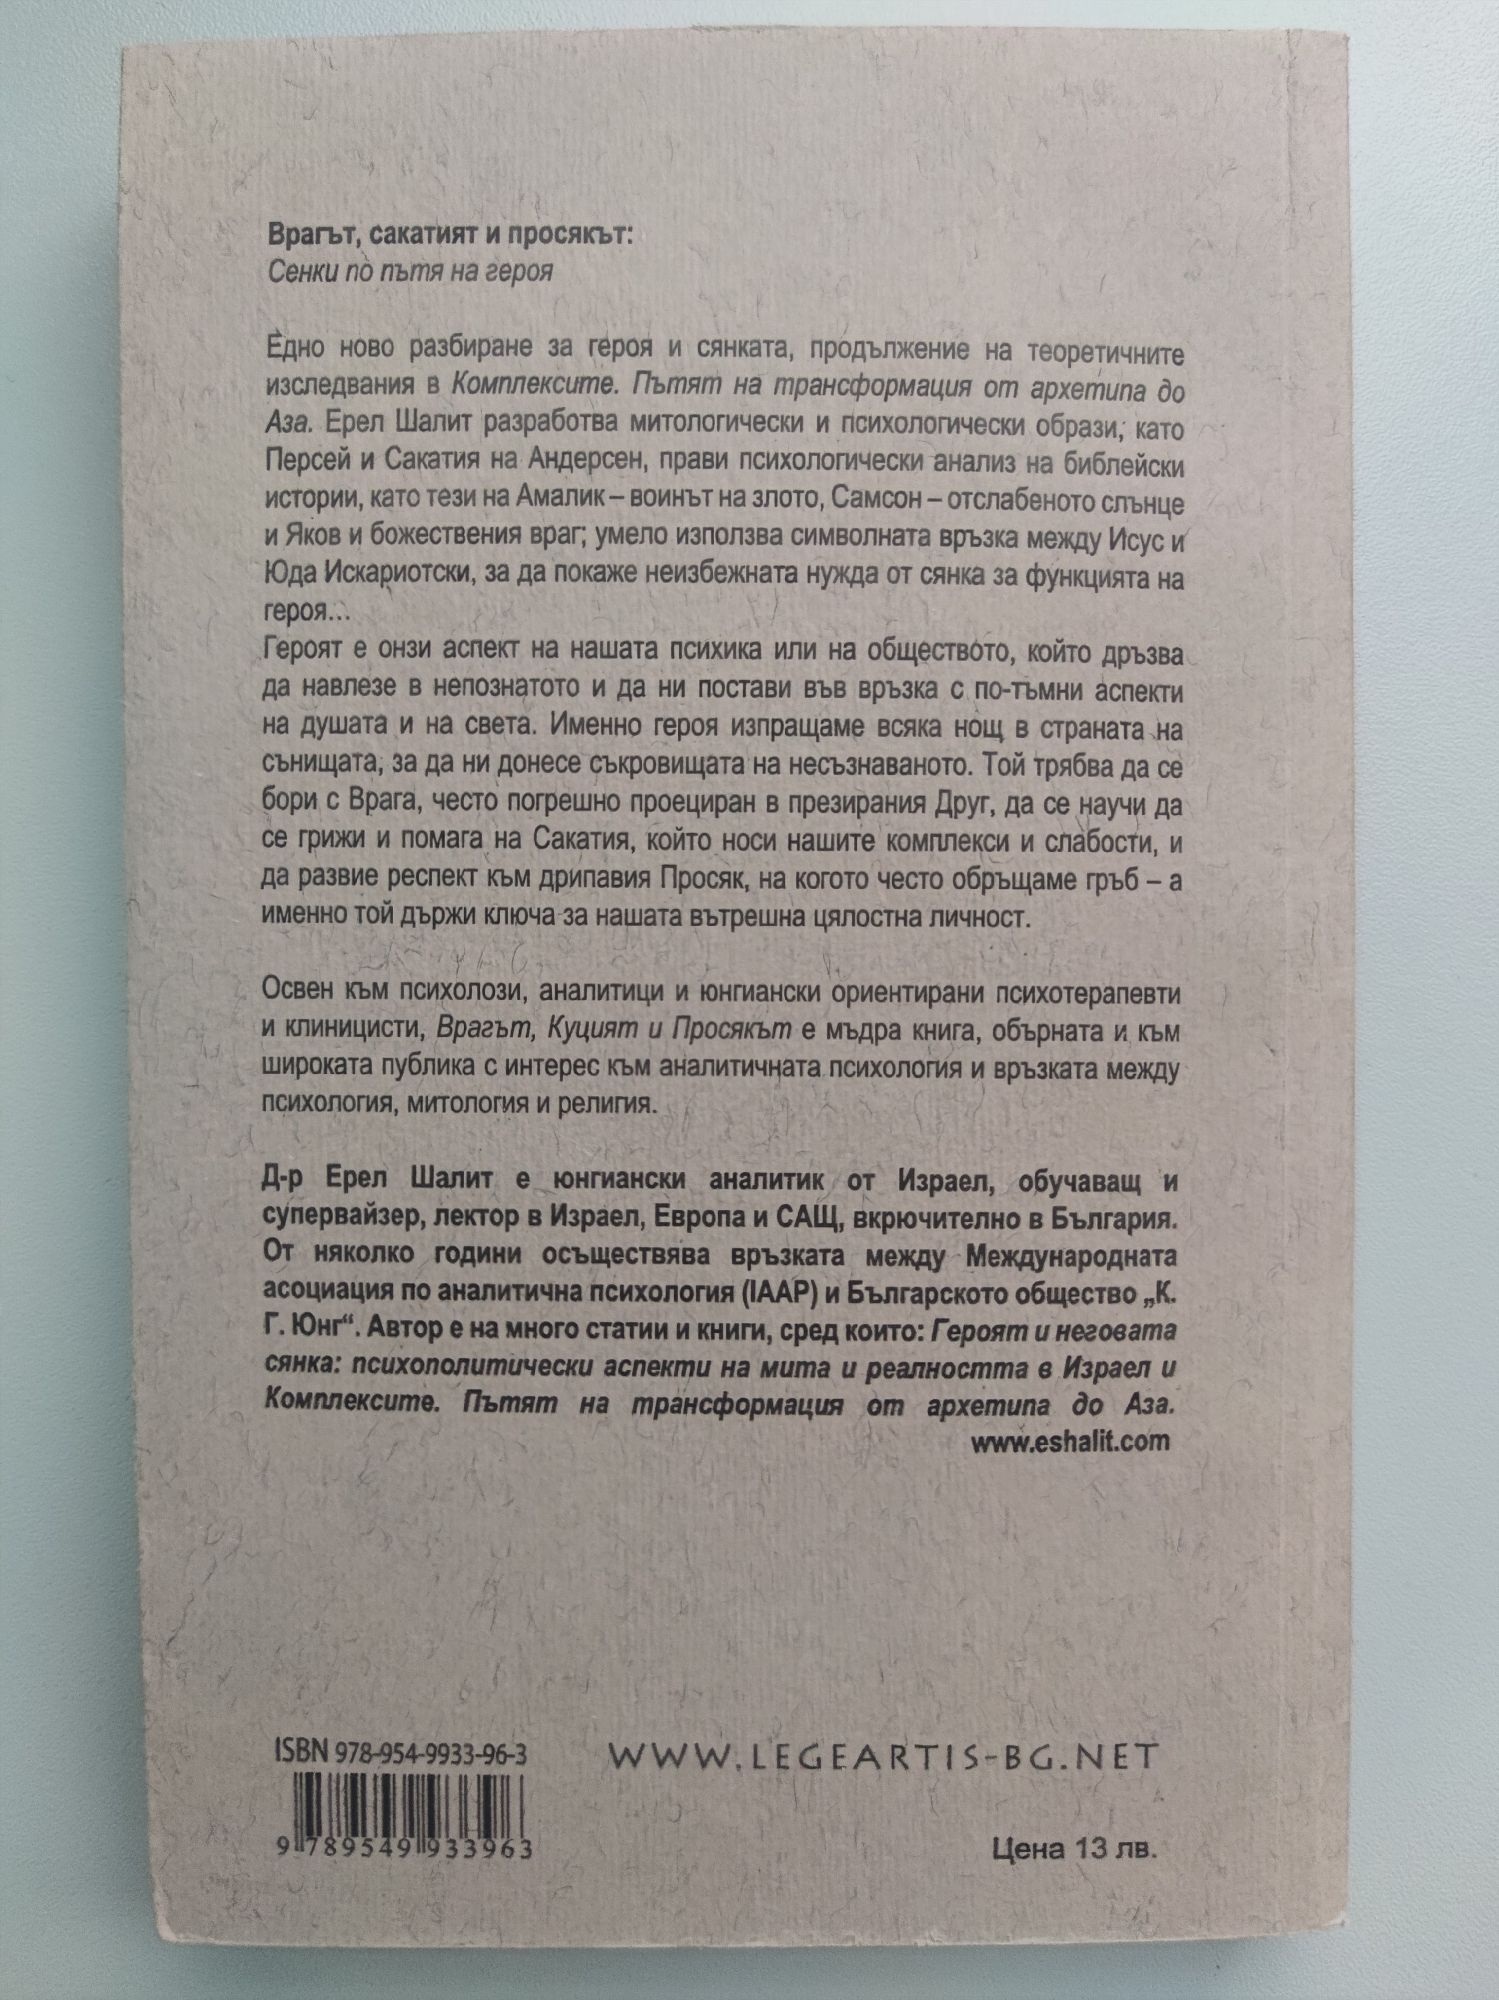 Врагът, сакатият и просякът:
Сенки по пътя на героя
Едно ново разбиране за героя и сянката, продължение на теоретичните
изследвания в Комплексите. Пътят на трансформация от архетипа до
Аза. Ерел Шалит разработва митологически и психологически образи, като
Персей и Сакатия на Андерсен, прави психологически анализ на библейски
истории, като тези на Амалик – воинът на злото, Самсон – отслабеното слънце
и Яков и божествения враг; умело използва символната връзка между Исус и
Юда Искариотски, за да покаже неизбежната нужда от сянка за функцията на
героя...
Героят е онзи аспект на нашата психика или на обществото, който дръзва
да навлезе в непознатото и да ни постави във връзка с по-тъмни аспекти
на душата и на света. Именно героя изпращаме всяка нощ в страната на
сънищата, за да ни донесе съкровищата на несъзнаваното. Той трябва да се
бори с Врага, често погрешно проециран в презирания Друг, да се научи да
се грижи и помага на Сакатия, който носи нашите комплекси и слабости, и
да развие респект към дрипавия Просяк, на когото често обръщаме гръб – а
именно той държи ключа за нашата вътрешна цялостна личност.
Освен към психолози, аналитици и юнгиански ориентирани психотерапевти
и клиницисти, Врагът, Куцият и Просякът е мъдра книга, обърната и към
широката публика с интерес към аналитичната психология и връзката между
психология, митология и религия.
Д-р Ерел Шалит е юнгиански аналитик от Израел, обучаващ и
супервайзер, лектор в Израел, Европа и САЩ, вкрючително в България.
От няколко години осъществява връзката между Международната
асоциация по аналитична психология (IAAP) и Българското общество „К.
Г. Юнг“. Автор е на много статии и книги, сред които: Героят и неговата
сянка: психополитически аспекти на мита и реалността в Израел и
Комплексите. Пътят на трансформация от архетипа до Аза.
www.eshalit.com
ISBN 978-954-9933-96-3
WWW.LEGEARTIS-BG.NET
9 789549 933963
Цена 13 лв.